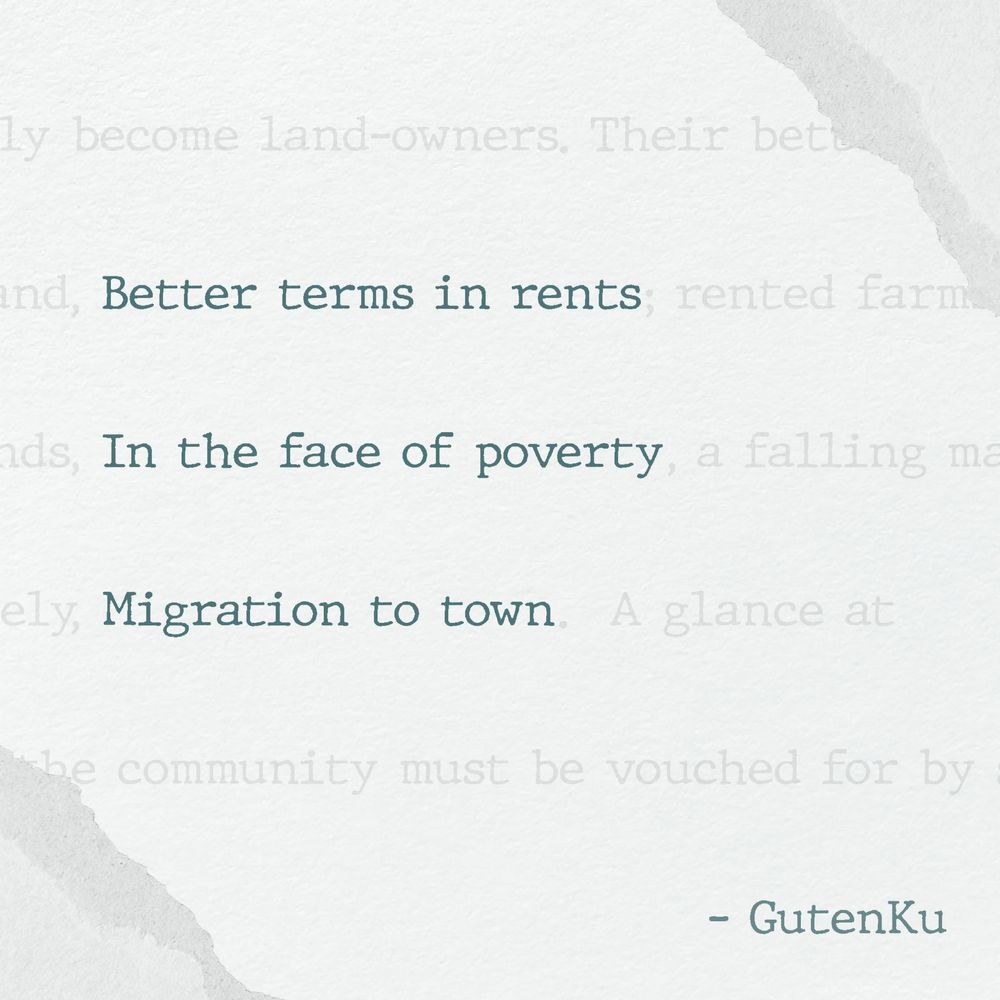 ly become land-owners. Their bett
and, Better terms in rents; rented farm
nds, In the face of poverty, a falling ma
ely, Migration to town. A glance at
the community must be vouched for by
- GutenKu